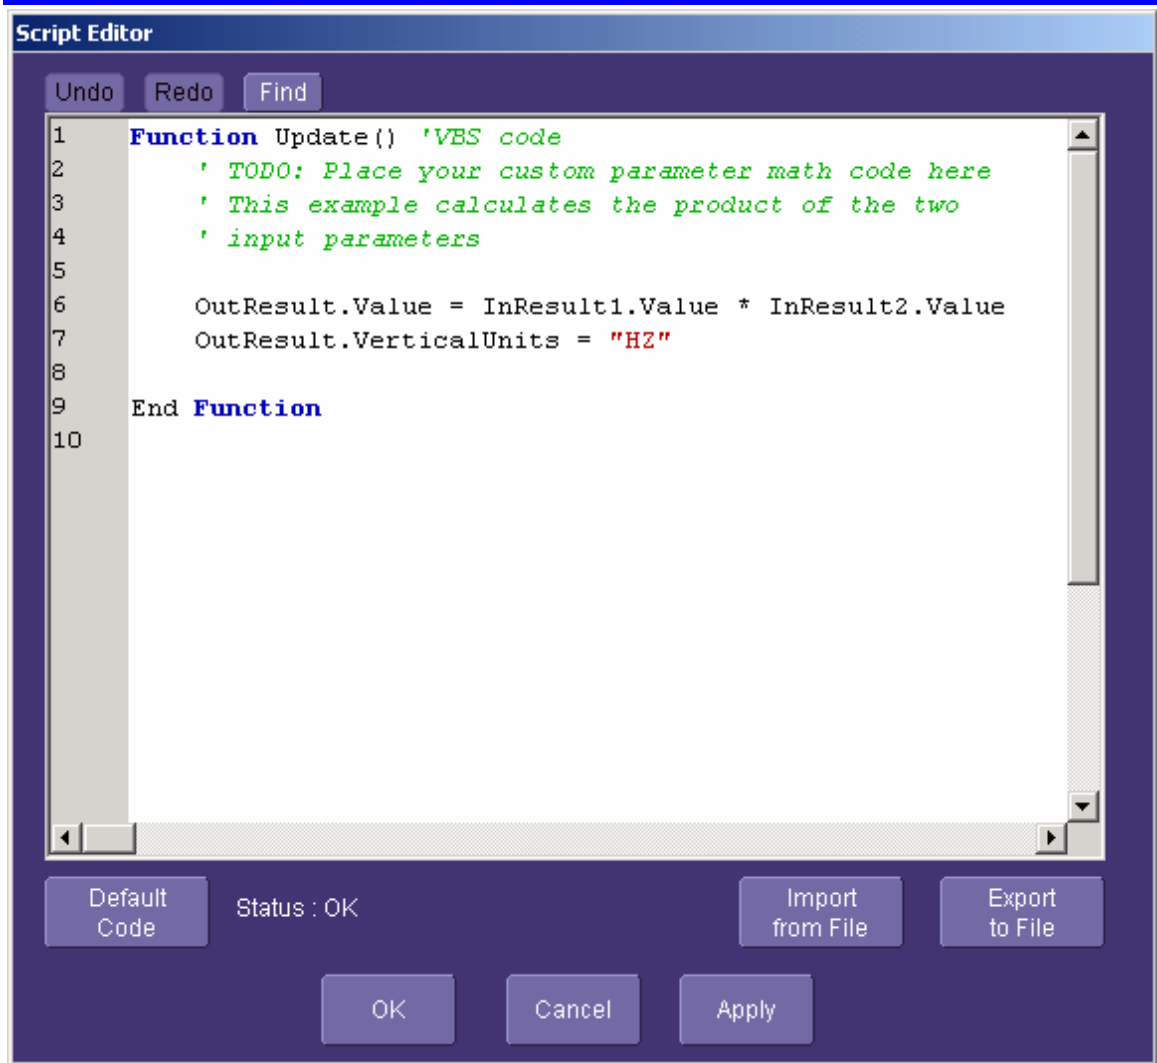 Script Editor
Undo Redo Find
1 Function Update() 'VBS code
2 ' TODO: Place your custom parameter math code here
3 ' This example calculates the product of the two
4 ' input parameters
5
6 OutResult.Value = InResult1.Value * InResult2.Value
7 OutResult.VerticalUnits = "HZ"
8
9 End Function
10
Default Code
Status : OK
Import from File
Export to File
OK Cancel Apply